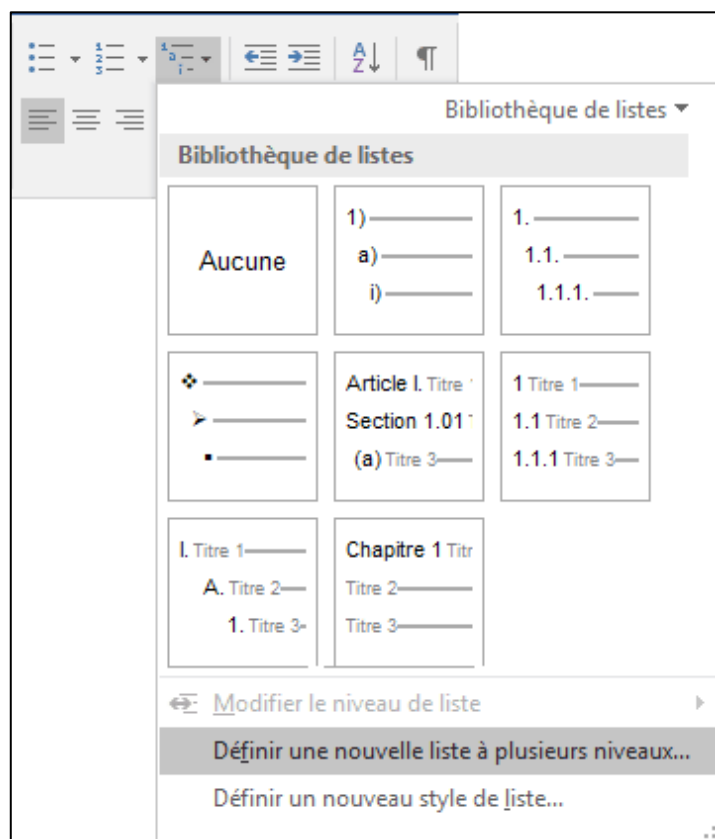 Bibliothèque de listes
Bibliothèque de listes
Aucune
1)
a)
i)
1.
1.1.
1.1.1.
Article I. Titre
Section 1.01
(a) Titre 3
1 Titre 1
1.1 Titre 2
1.1.1 Titre 3
I. Titre 1
A. Titre 2
1. Titre 3
Chapitre 1 Titr
Titre 2
Titre 3
Modifier le niveau de liste
Définir une nouvelle liste à plusieurs niveaux...
Définir un nouveau style de liste...